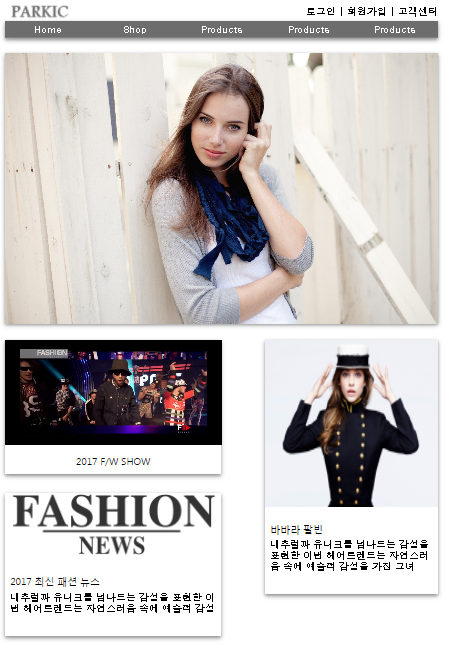 PARKIC
로그인 | 회원가입 | 고객센터
Home Shop Products Products Products
FASHION
2017 F/W SHOW
FASHION
NEWS
2017 최신 패션 뉴스
내추럴과 유니크를 넘나드는 감성을 표현한 이
번 헤어트렌드는 자연스러움 속에 예술적 감성
바바라 팔빈
내추럴과 유니크를 넘나드는 감성을
표현한 이번 헤어트렌드는 자연스러
움 속에 예술적 감성을 가진 그녀